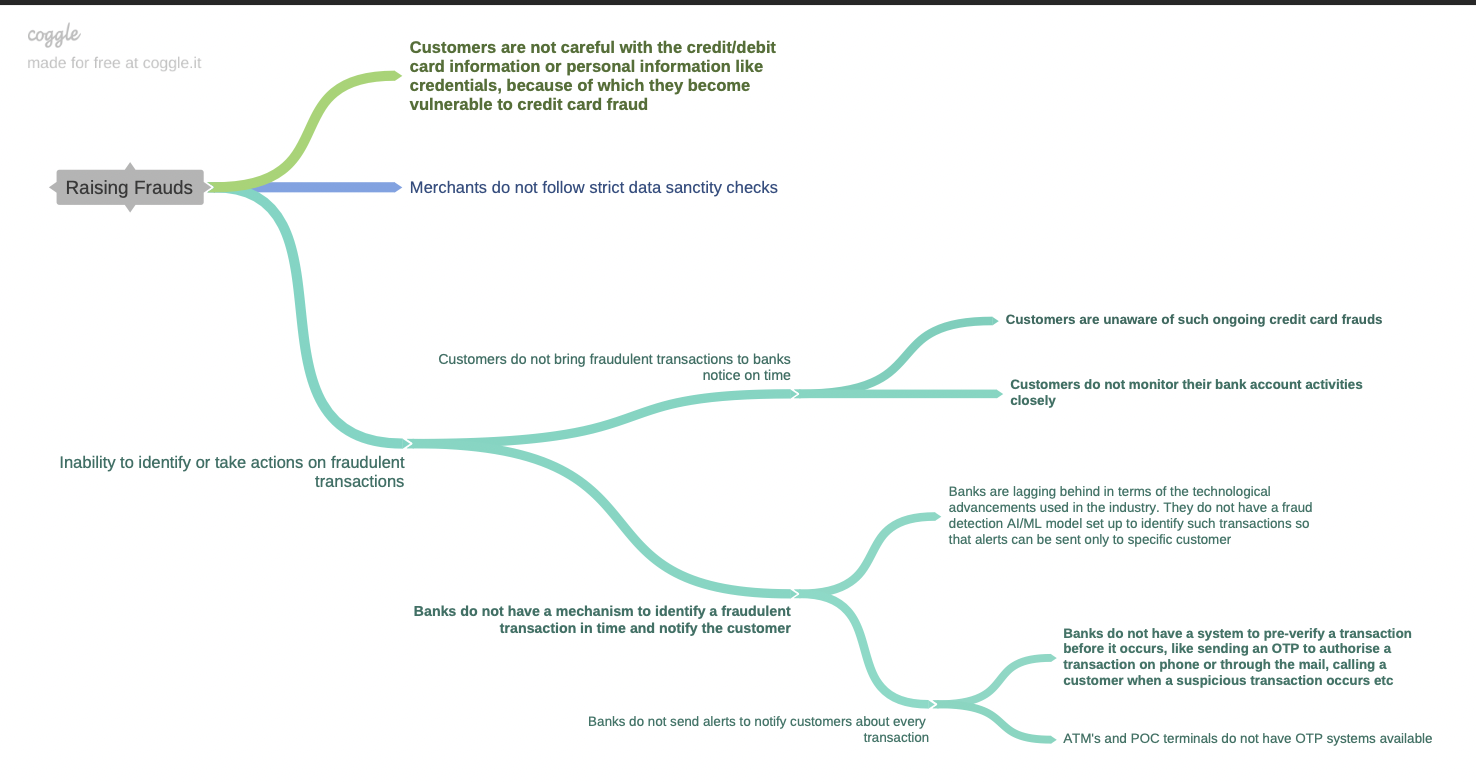 coggle
made for free at coggle.it
Customers are not careful with the credit/debit
card information or personal information like
credentials, because of which they become
vulnerable to credit card fraud
Raising Frauds
Merchants do not follow strict data sanctity checks
Customers are unaware of such ongoing credit card frauds
Customers do not bring fraudulent transactions to banks
notice on time
Customers do not monitor their bank account activities
closely
Inability to identify or take actions on fraudulent
transactions
Banks are lagging behind in terms of the technological
advancements used in the industry. They do not have a fraud
detection AI/ML model set up to identify such transactions so
that alerts can be sent only to specific customer
Banks do not have a mechanism to identify a fraudulent
transaction in time and notify the customer
Banks do not have a system to pre-verify a transaction
before it occurs, like sending an OTP to authorise a
transaction on phone or through the mail, calling a
customer when a suspicious transaction occurs etc
Banks do not send alerts to notify customers about every
transaction
ATM's and POC terminals do not have OTP systems available